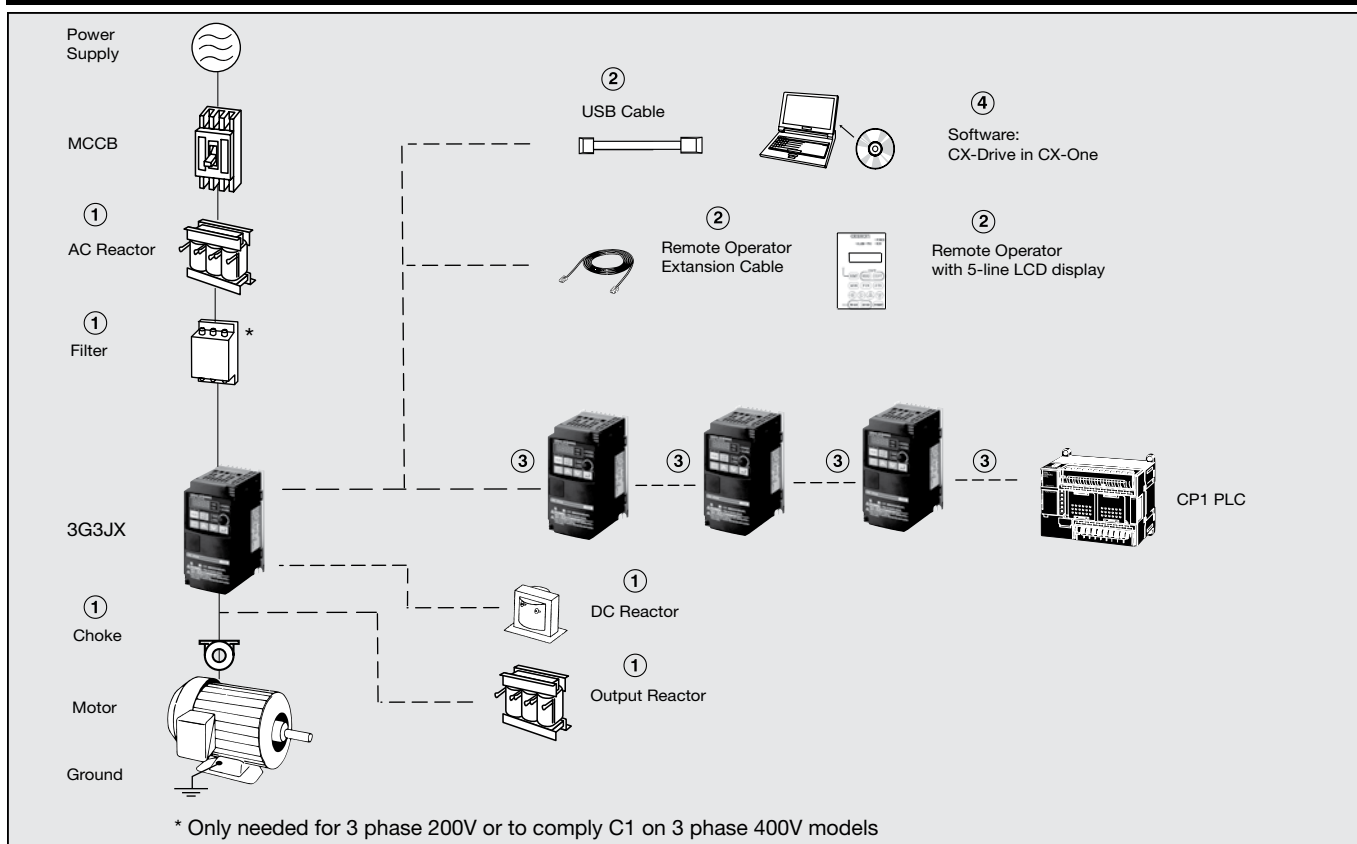 Power
Supply
MCCB
①
AC Reactor
①
Filter
*
3G3JX
①
Choke
Motor
Ground
②
USB Cable
④
Software:
CX-Drive in CX-One
②
Remote Operator
Extansion Cable
②
Remote Operator
with 5-line LCD display
③
③
③
③
CP1 PLC
①
DC Reactor
①
Output Reactor
* Only needed for 3 phase 200V or to comply C1 on 3 phase 400V models